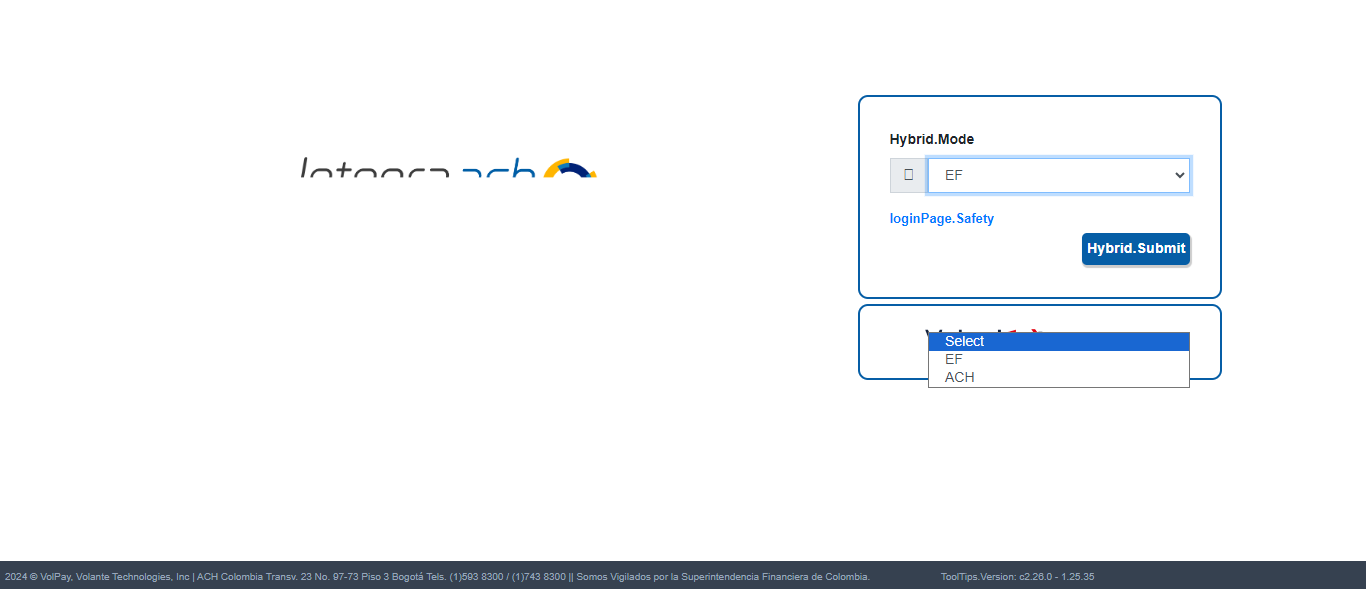 Hybrid.Mode
EF
loginPage.Safety
Hybrid.Submit
Select
EF
ACH
2024 © VolPay, Volante Technologies, Inc | ACH Colombia Transv. 23 No. 97-73 Piso 3 Bogotá Tels. (1)593 8300 / (1)743 8300 || Somos Vigilados por la Superintendencia Financiera de Colombia.
ToolTips.Version: c2.26.0 - 1.25.35